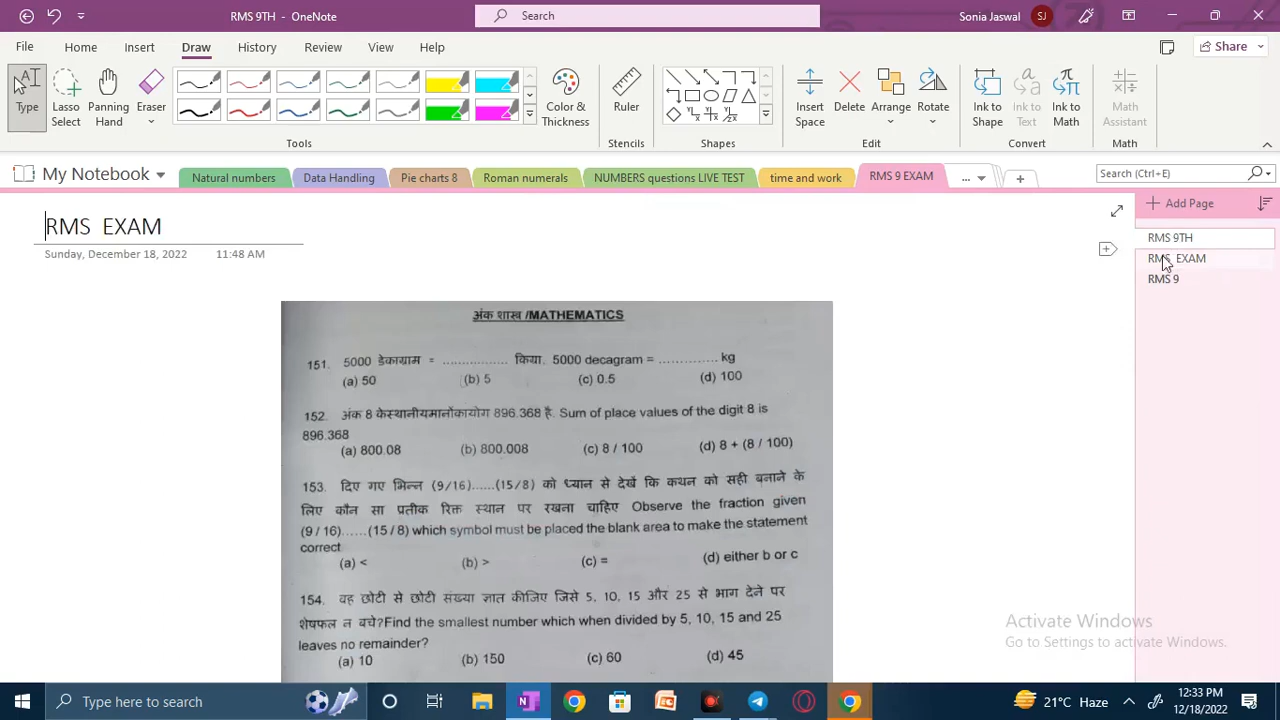 RMS 9TH - OneNote
Search
Sonia Jaswal
SJ
File Home Insert Draw History Review View Help
Share
Type
Lasso Select
Panning Hand
Eraser
Color & Thickness
Ruler
Insert Space
Delete
Arrange
Rotate
Ink to Shape
Ink to Text
Ink to Math
Math Assistant
Tools Stencils Shapes Edit Convert Math
My Notebook
Natural numbers
Data Handling
Pie charts 8
Roman numerals
NUMBERS questions LIVE TEST
time and work
RMS 9 EXAM
...
Search (Ctrl+E)
Add Page
RMS 9TH
RMS EXAM
RMS 9
RMS EXAM
Sunday, December 18, 2022 11:48 AM
अंक शास्त्र /MATHEMATICS
151. 5000 डेकाग्राम = ................. किग्रा. 5000 decagram = ............. kg
(a) 50 (b) 5 (c) 0.5 (d) 100
152. अंक 8 केस्थानीयमानोंकायोग 896.368 है. Sum of place values of the digit 8 is
896.368
(a) 800.08 (b) 800.008 (c) 8 / 100 (d) 8 + (8 / 100)
153. दिए गए भिन्न (9/16)......(15/8) को ध्यान से देखें कि कथन को सही बनाने के
लिए कौन सा प्रतीक रिक्त स्थान पर रखना चाहिए Observe the fraction given
(9 / 16)......(15 / 8) which symbol must be placed the blank area to make the statement
correct
(a) < (b) > (c) = (d) either b or c
154. वह छोटी से छोटी संख्या ज्ञात कीजिए जिसे 5, 10, 15 और 25 से भाग देने पर
शेषफल न बचे?Find the smallest number which when divided by 5, 10, 15 and 25
leaves no remainder?
(a) 10 (b) 150 (c) 60 (d) 45
Activate Windows
Go to Settings to activate Windows.
Type here to search
21°C Haze
12:33 PM
12/18/2022